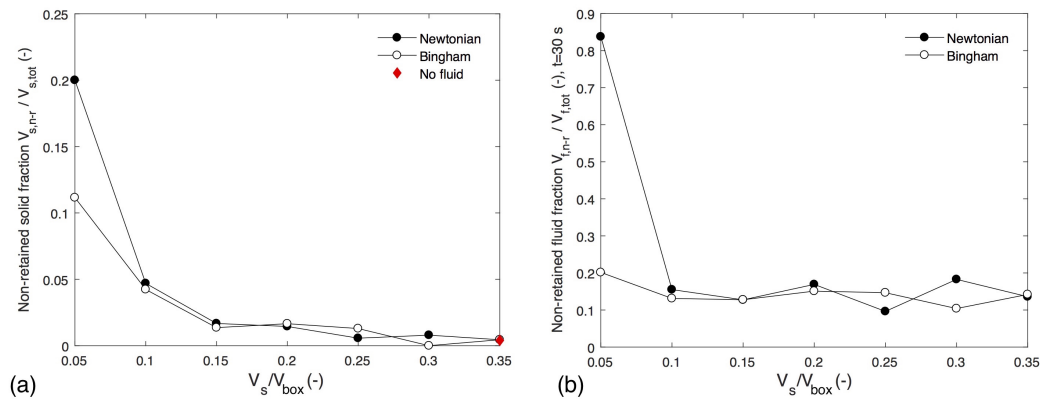 0.25
0.2
0.15
0.1
0.05
0
Non-retained solid fraction V_s,n-r / V_s,tot (-)
Newtonian
Bingham
No fluid
0.05 0.1 0.15 0.2 0.25 0.3 0.35
(a)
V_s/V_box (-)
0.9
0.8
0.7
0.6
0.5
0.4
0.3
0.2
0.1
0
Non-retained fluid fraction V_f,n-r / V_f,tot (-), t=30 s
Newtonian
Bingham
0.05 0.1 0.15 0.2 0.25 0.3 0.35
(b)
V_s/V_box (-)